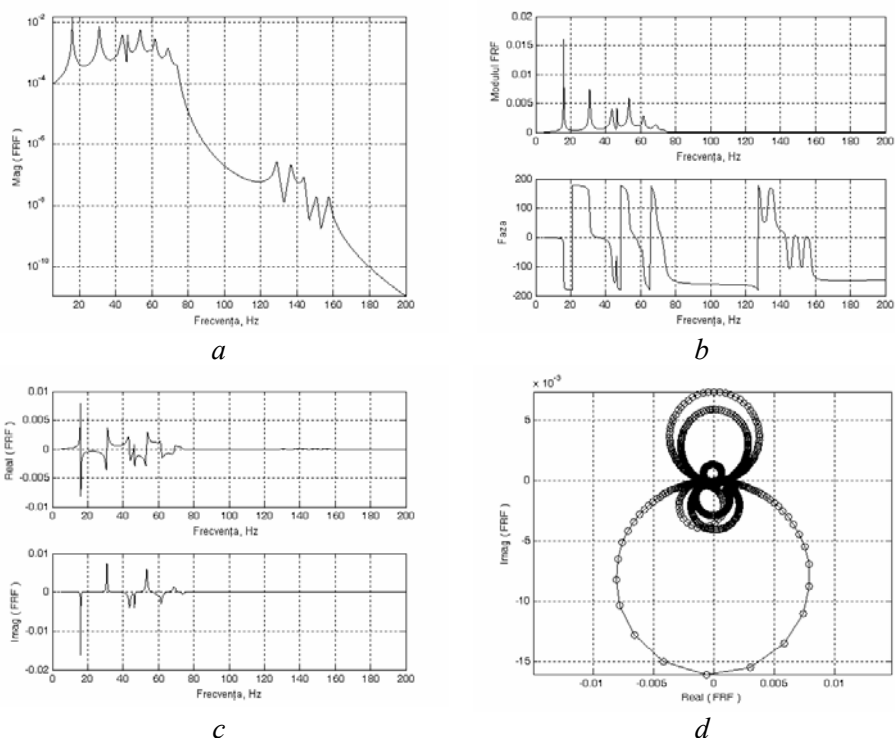 10^-2
10^-4
10^-6
10^-8
10^-10
Mag ( FRF )
20 40 60 80 100 120 140 160 180 200
Frecvența, Hz
a
0.02
0.015
0.01
0.005
0
Modulul FRF
0 20 40 60 80 100 120 140 160 180 200
Frecvența, Hz
200
100
0
-100
-200
Faza
0 20 40 60 80 100 120 140 160 180 200
Frecvența, Hz
b
0.01
0.005
0
-0.005
-0.01
Real ( FRF )
0 20 40 60 80 100 120 140 160 180 200
Frecvența, Hz
0.01
0
-0.01
-0.02
Imag ( FRF )
0 20 40 60 80 100 120 140 160 180 200
Frecvența, Hz
c
× 10^-3
5
0
-5
-10
-15
Imag ( FRF )
-0.01 -0.005 0 0.005 0.01
Real ( FRF )
d